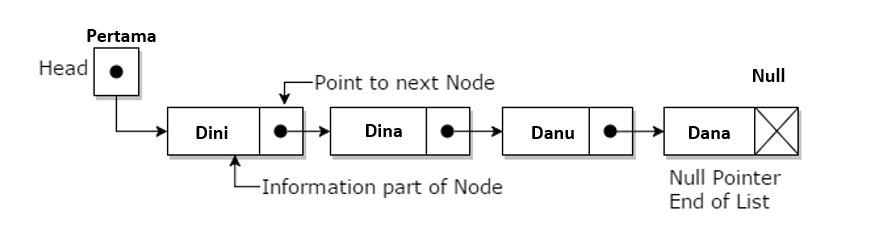 Pertama
Head
Null
Point to next Node
Dini
Dina
Danu
Dana
Information part of Node
Null Pointer
End of List